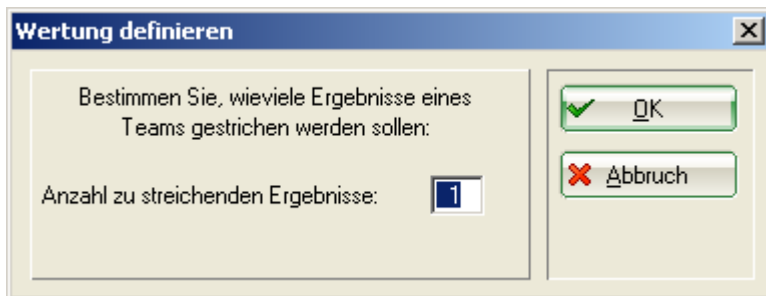 Wertung definieren
Bestimmen Sie, wieviele Ergebnisse eines
Teams gestrichen werden sollen:
Anzahl zu streichenden Ergebnisse: 1
OK
Abbruch